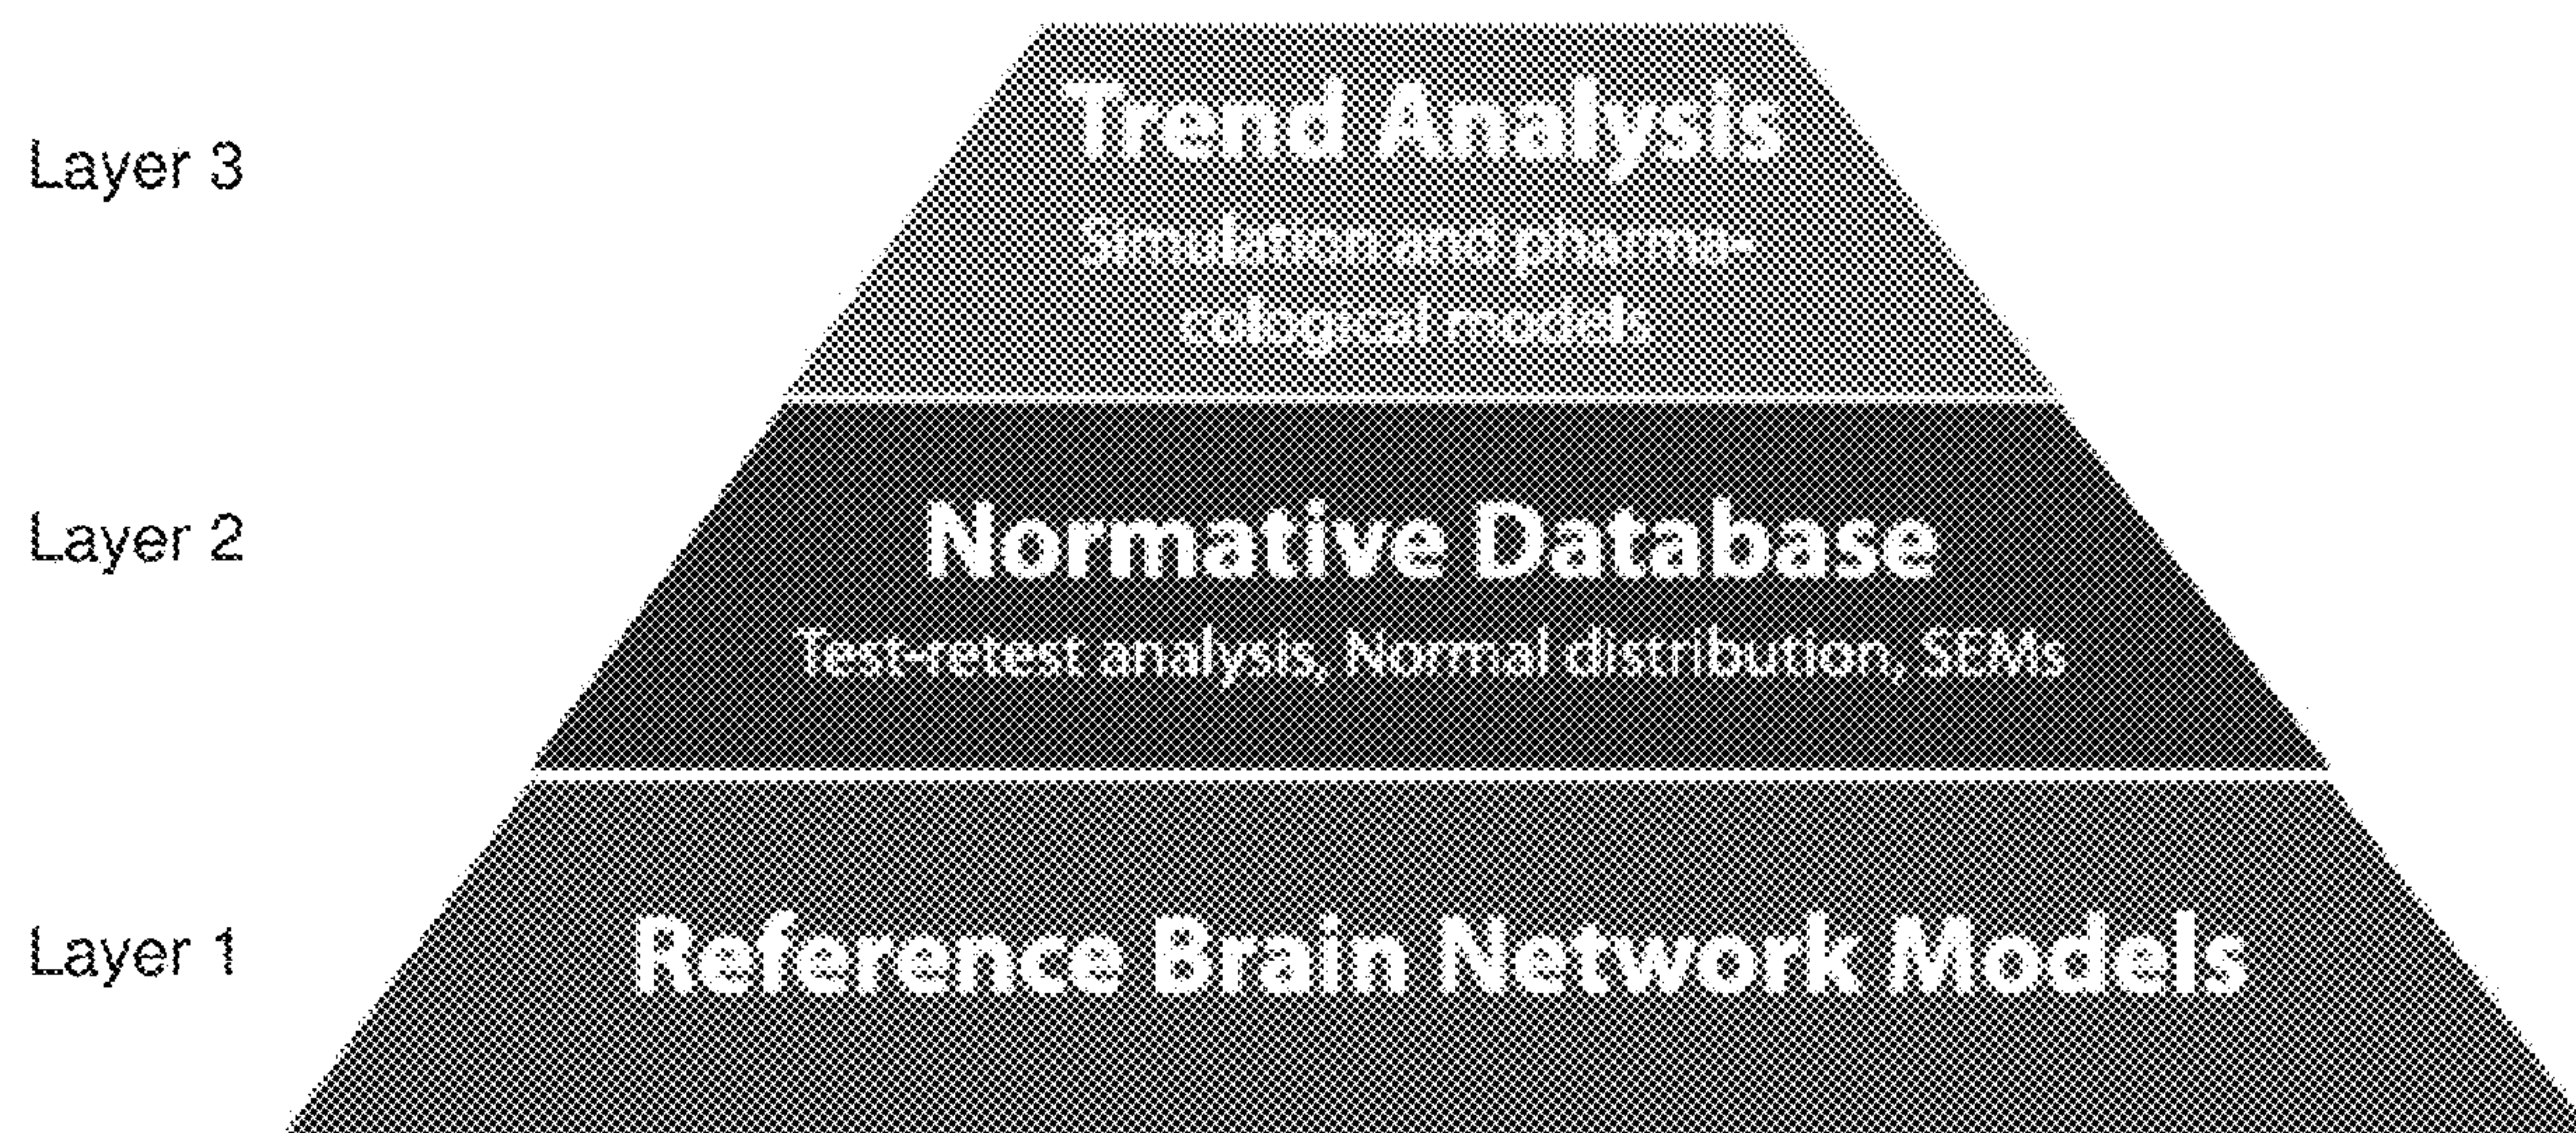 Layer 3
Trend Analysis
Simulation and pharma-
cological models
Layer 2
Normative Database
Test-retest analysis, Normal distribution, SEMs
Layer 1
Reference Brain Network Models